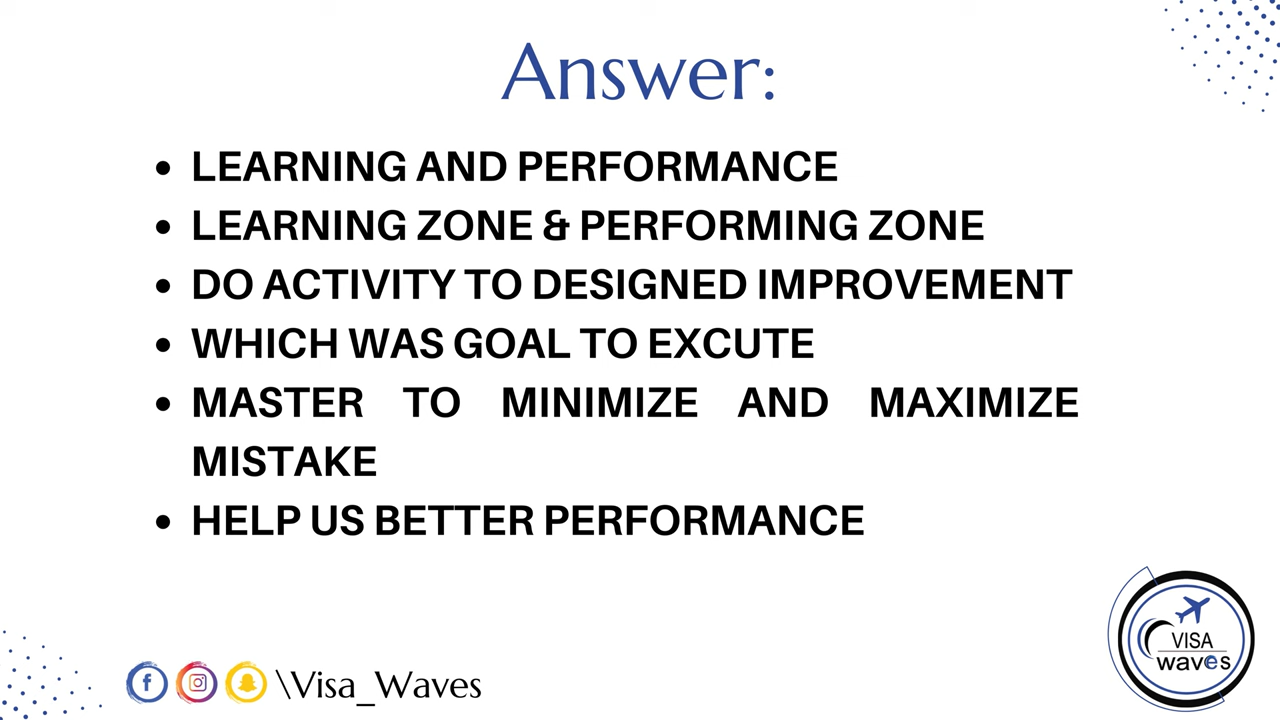 Answer:
• LEARNING AND PERFORMANCE
• LEARNING ZONE & PERFORMING ZONE
• DO ACTIVITY TO DESIGNED IMPROVEMENT
• WHICH WAS GOAL TO EXCUTE
• MASTER TO MINIMIZE AND MAXIMIZE
MISTAKE
• HELP US BETTER PERFORMANCE
VISA
waves
\Visa_Waves